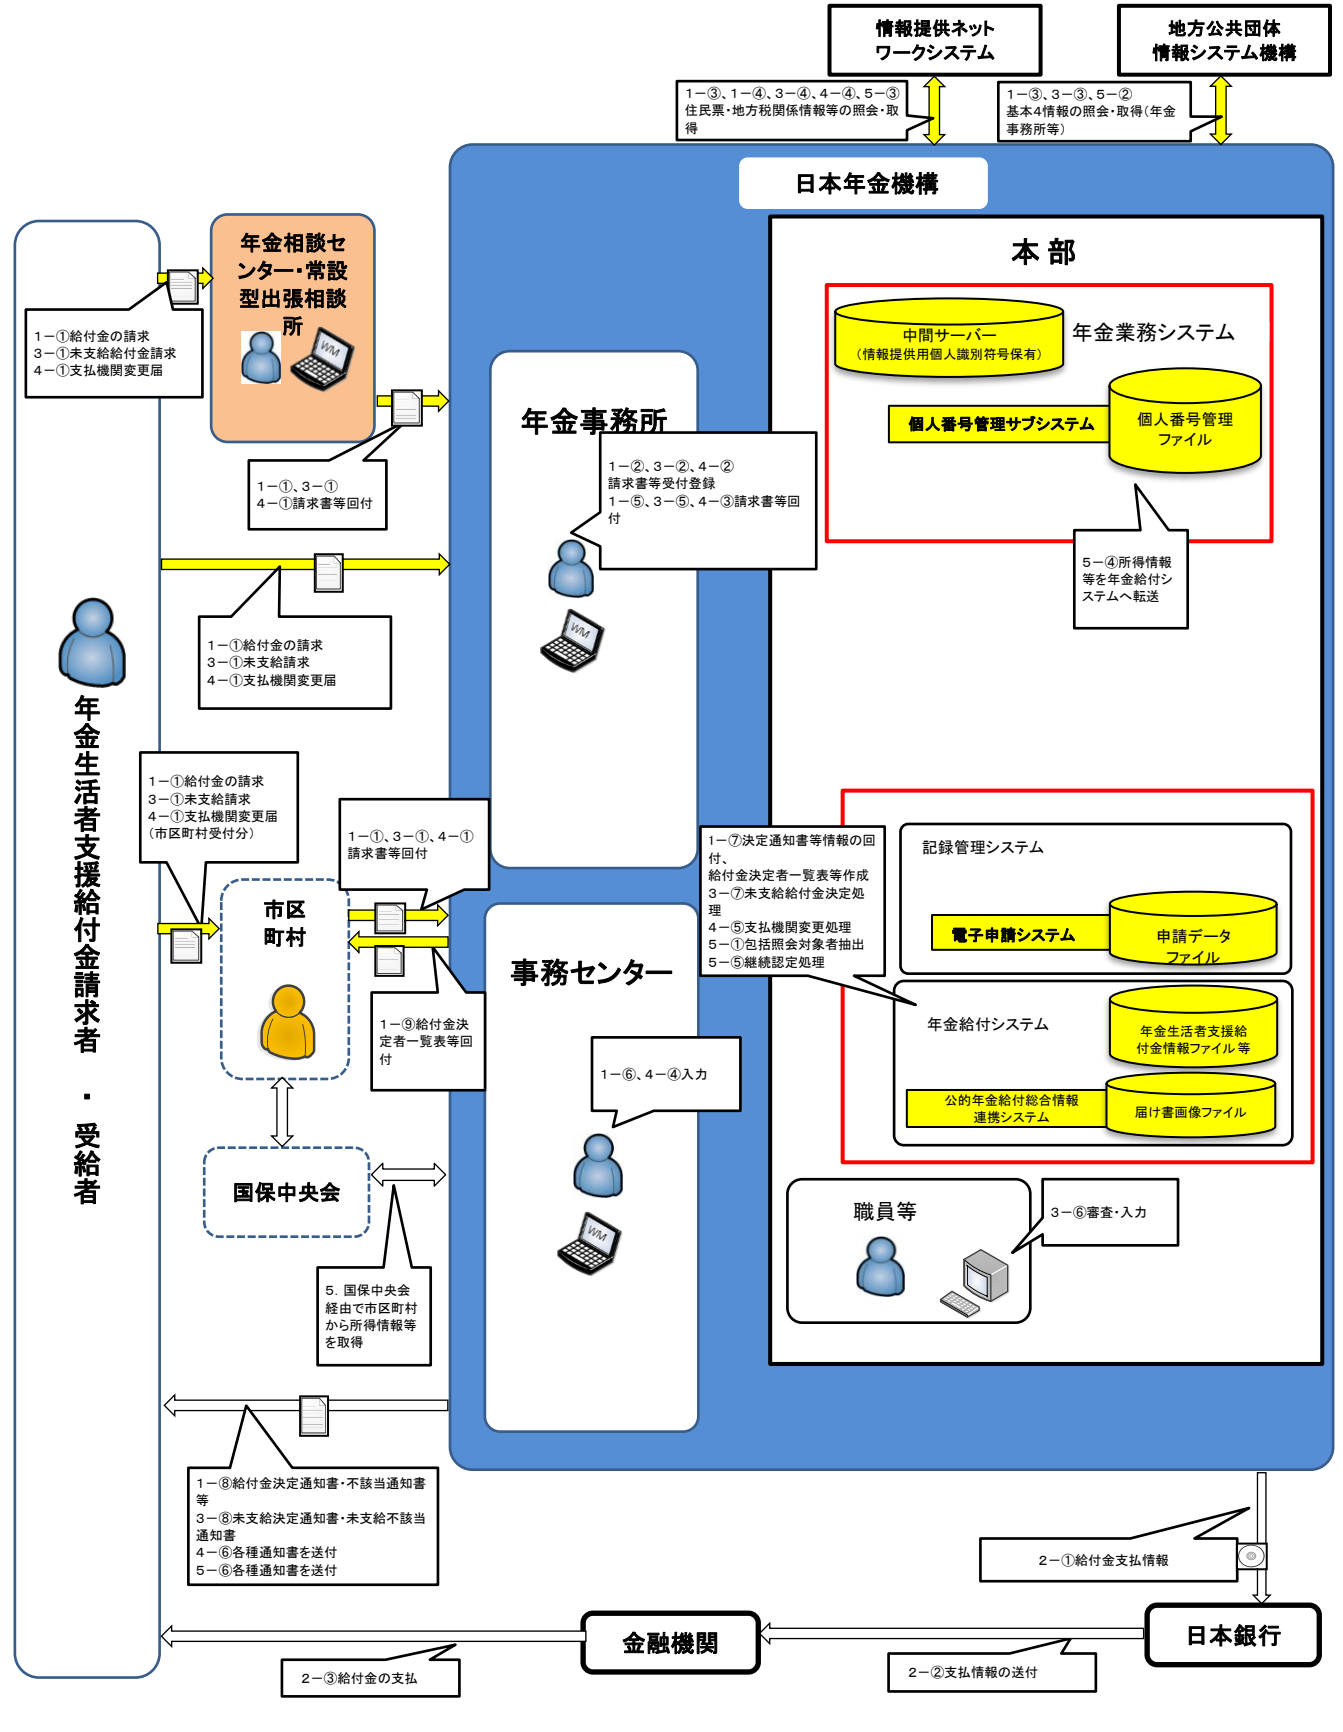 情報提供ネット
ワークシステム
地方公共団体
情報システム機構
1－③、1－④、3－④、4－④、5－③
住民票・地方税関係情報等の照会・取
得
1－③、3－③、5－②
基本4情報の照会・取得(年金
事務所等)
日本年金機構
本部
年金相談セ
ンター・常設
型出張相談
所
WM
1－①給付金の請求
3－①未支給給付金請求
4－①支払機関変更届
中間サーバー
(情報提供用個人識別符号保有)
年金業務システム
個人番号管理サブシステム
個人番号管理
ファイル
年金事務所
1－②、3－②、4－②
請求書等受付登録
1－⑤、3－⑤、4－③請求書等回
付
WM
1－①、3－①
4－①請求書等回付
5－④所得情報
等を年金給付シ
ステムへ転送
1－①給付金の請求
3－①未支給請求
4－①支払機関変更届
年金生活者支援給付金請求者・受給者
1－①給付金の請求
3－①未支給請求
4－①支払機関変更届
(市区町村受付分)
1－①、3－①、4－①
請求書等回付
1－⑦決定通知書等情報の回
付、
給付金決定者一覧表等作成
3－⑦未支給給付金決定処
理
4－⑤支払機関変更処理
5－①包括照会対象者抽出
5－⑤継続認定処理
記録管理システム
電子申請システム
申請データ
ファイル
市区
町村
事務センター
1－⑨給付金決
定者一覧表等回
付
年金給付システム
年金生活者支援給
付金情報ファイル等
公的年金給付総合情報
連携システム
届け書画像ファイル
1－⑥、4－④入力
WM
国保中央会
職員等
3－⑥審査・入力
5．国保中央会
経由で市区町村
から所得情報等
を取得
1－⑧給付金決定通知書・不該当通知書
等
3－⑧未支給決定通知書・未支給不該当
通知書
4－⑥各種通知書を送付
5－⑥各種通知書を送付
2－①給付金支払情報
金融機関
日本銀行
2－③給付金の支払
2－②支払情報の送付